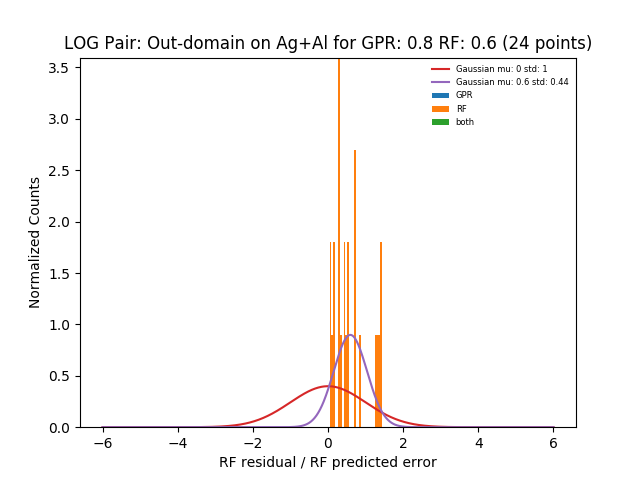 LOG Pair: Out-domain on Ag+Al for GPR: 0.8 RF: 0.6 (24 points)
Gaussian mu: 0 std: 1
Gaussian mu: 0.6 std: 0.44
GPR
RF
both
3.5
3.0
2.5
2.0
1.5
1.0
0.5
0.0
Normalized Counts
−6
−4
−2
0
2
4
6
RF residual / RF predicted error